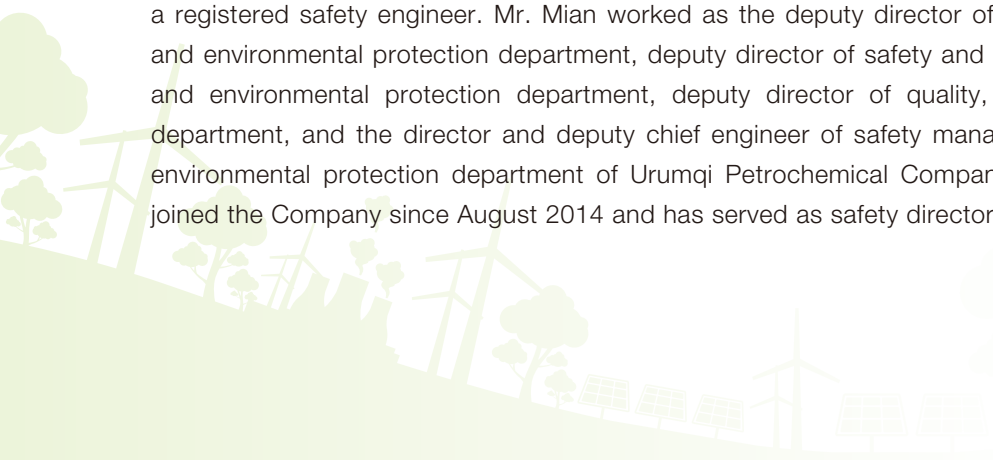 a registered safety engineer. Mr. Mian worked as the deputy director of
and environmental protection department, deputy director of safety and
and environmental protection department, deputy director of quality,
department, and the director and deputy chief engineer of safety mana
environmental protection department of Urumqi Petrochemical Compan
joined the Company since August 2014 and has served as safety director